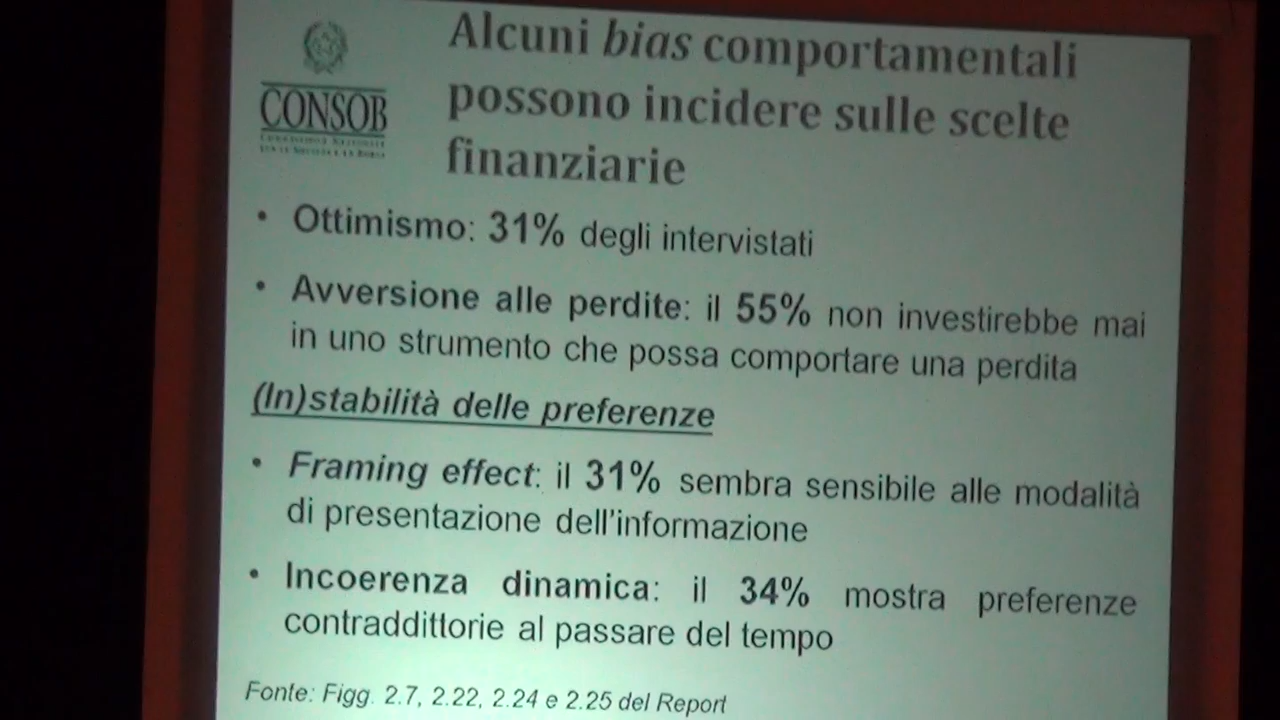 Alcuni bias comportamentali
possono incidere sulle scelte
finanziarie
CONSOB
• Ottimismo: 31% degli intervistati
• Avversione alle perdite: il 55% non investirebbe mai
in uno strumento che possa comportare una perdita
(In)stabilità delle preferenze
• Framing effect: il 31% sembra sensibile alle modalità
di presentazione dell'informazione
• Incoerenza dinamica: il 34% mostra preferenze
contraddittorie al passare del tempo
Fonte: Figg. 2.7, 2.22, 2.24 e 2.25 del Report